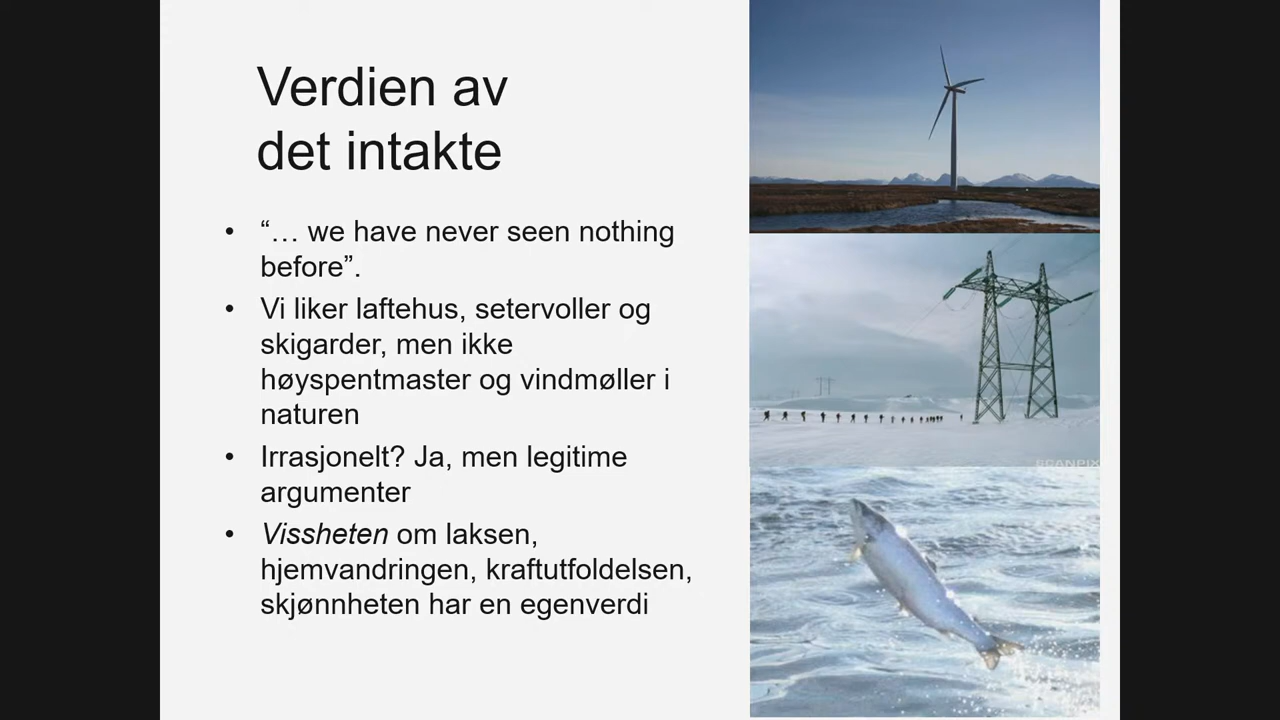 Verdien av
det intakte
• “… we have never seen nothing
before”.
• Vi liker laftehus, setervoller og
skigarder, men ikke
høyspentmaster og vindmøller i
naturen
• Irrasjonelt? Ja, men legitime
argumenter
• Vissheten om laksen,
hjemvandringen, kraftutfoldelsen,
skjønnheten har en egenverdi
SCANPIX